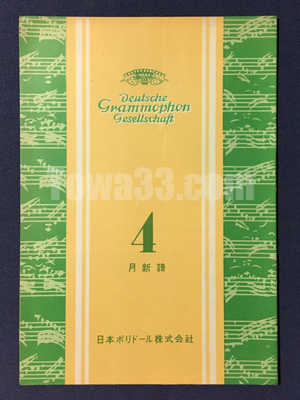 Deutsche
Grammophon
Gesellschaft
Yowa33.com
4
月新譜
日本ポリドール株式会社